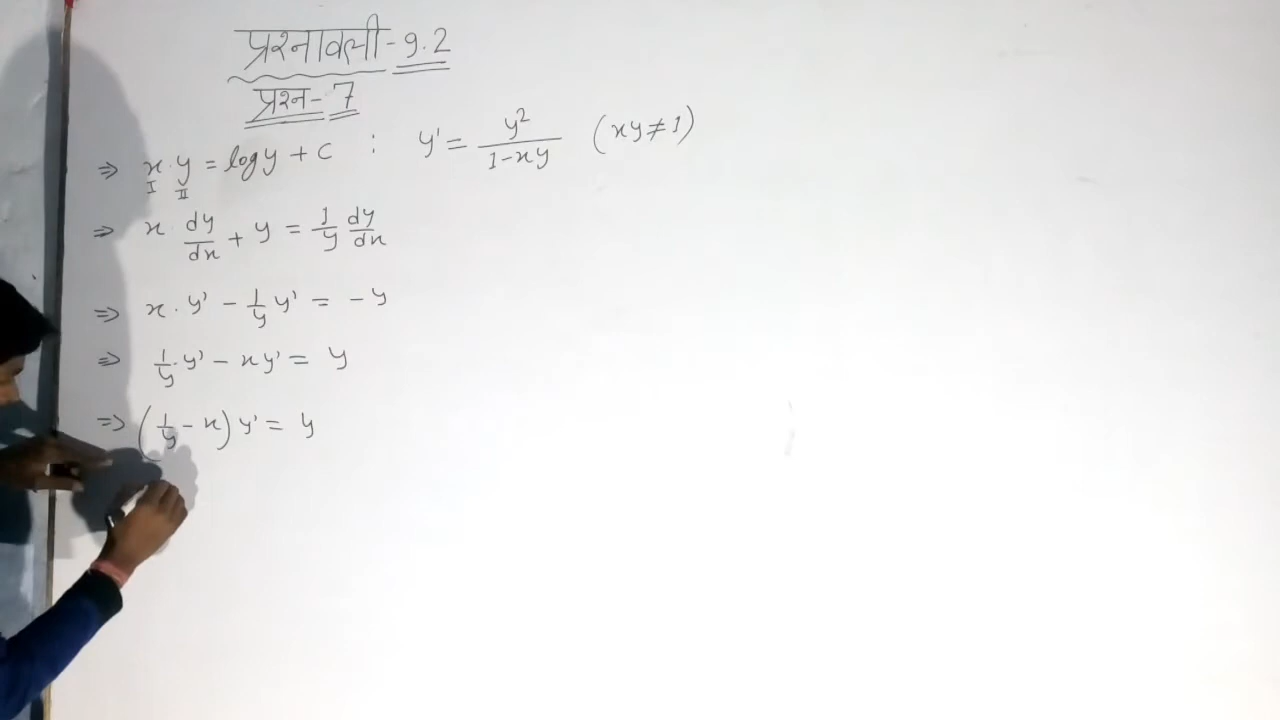 प्रश्नावली - 9.2
प्रश्न - 7
⇒ x · y = log y + C : y' = y²/(1-xy) (xy ≠ 1)
I II
⇒ x · dy/dx + y = 1/y dy/dx
⇒ x · y' - 1/y y' = - y
⇒ 1/y · y' - xy' = y
⇒ (1/y - x) y' = y